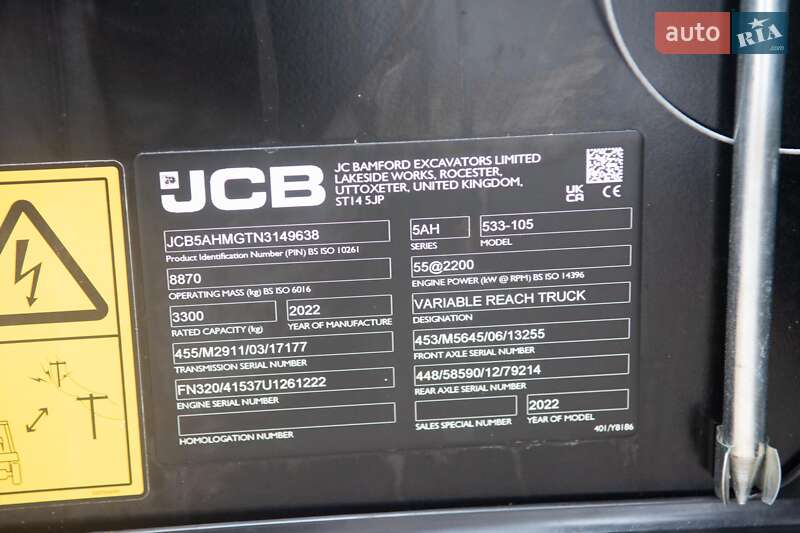 auto RIA.com
JCB
JC BAMFORD EXCAVATORS LIMITED
LAKESIDE WORKS, ROCESTER,
UTTOXETER, UNITED KINGDOM,
ST14 5JP
UK
CA
CE
JCB5AHMGTN3149638
Product Identification Number (PIN) BS ISO 10261
8870
OPERATING MASS (kg) BS ISO 6016
3300
RATED CAPACITY (kg)
2022
YEAR OF MANUFACTURE
455/M2911/03/17177
TRANSMISSION SERIAL NUMBER
FN320/41537U1261222
ENGINE SERIAL NUMBER
HOMOLOGATION NUMBER
5AH
SERIES
533-105
MODEL
55@2200
ENGINE POWER (kW @ RPM) BS ISO 14396
VARIABLE REACH TRUCK
DESIGNATION
453/M5645/06/13255
FRONT AXLE SERIAL NUMBER
448/58590/12/79214
REAR AXLE SERIAL NUMBER
SALES SPECIAL NUMBER
2022
YEAR OF MODEL
401/Y8186